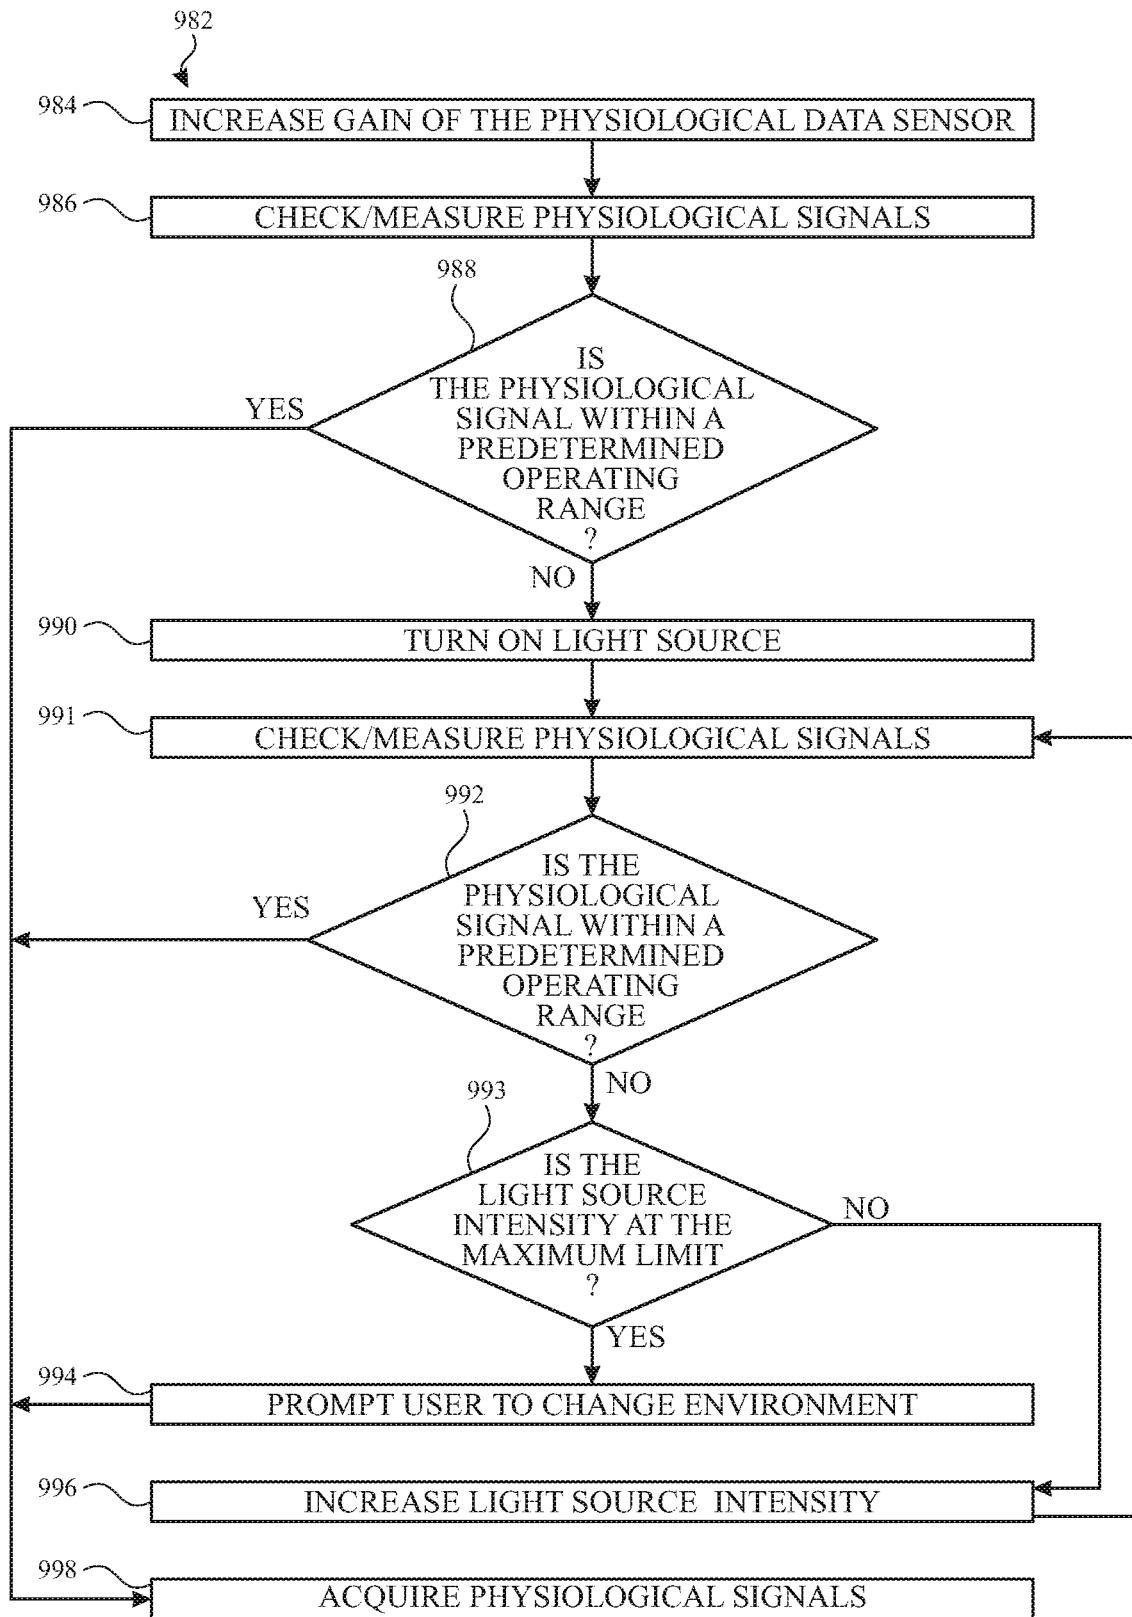 982
984
INCREASE GAIN OF THE PHYSIOLOGICAL DATA SENSOR
986
CHECK/MEASURE PHYSIOLOGICAL SIGNALS
988
IS
THE PHYSIOLOGICAL
SIGNAL WITHIN A
PREDETERMINED
OPERATING
RANGE
?
YES
NO
990
TURN ON LIGHT SOURCE
991
CHECK/MEASURE PHYSIOLOGICAL SIGNALS
992
IS THE
PHYSIOLOGICAL
SIGNAL WITHIN A
PREDETERMINED
OPERATING
RANGE
?
YES
NO
993
IS THE
LIGHT SOURCE
INTENSITY AT THE
MAXIMUM LIMIT
?
NO
YES
994
PROMPT USER TO CHANGE ENVIRONMENT
996
INCREASE LIGHT SOURCE INTENSITY
998
ACQUIRE PHYSIOLOGICAL SIGNALS